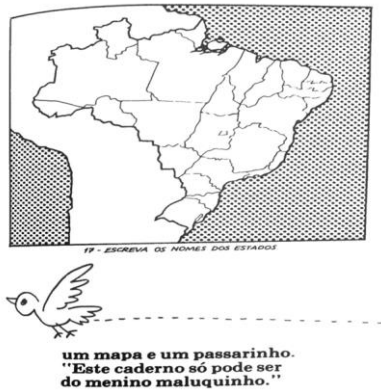 17 - ESCREVA OS NOMES DOS ESTADOS
um mapa e um passarinho.
"Este caderno só pode ser
do menino maluquinho."